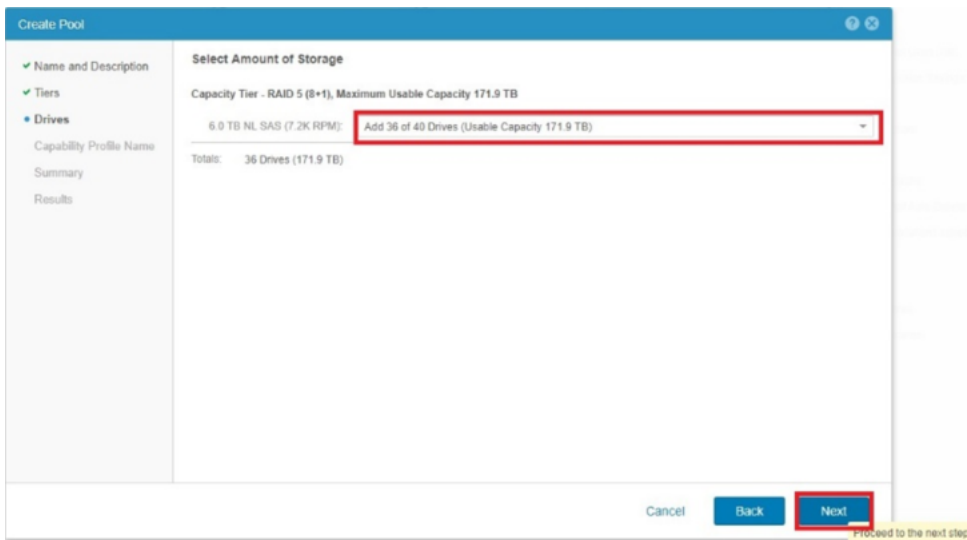 Create Pool
Name and Description
Tiers
Drives
Capability Profile Name
Summary
Results
Select Amount of Storage
Capacity Tier - RAID 5 (8+1), Maximum Usable Capacity 171.9 TB
6.0 TB NL SAS (7.2K RPM): Add 36 of 40 Drives (Usable Capacity 171.9 TB)
Totals: 36 Drives (171.9 TB)
Cancel Back Next
Proceed to the next step